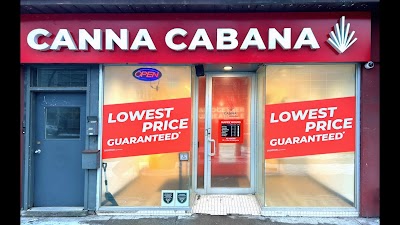 CANNA CABANA
OPEN
LOWEST
PRICE
GUARANTEED*
LOWEST
PRICE
GUARANTEED*